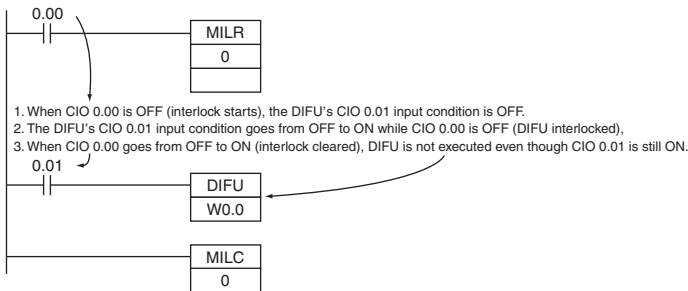 0.00
MILR
0
1. When CIO 0.00 is OFF (interlock starts), the DIFU's CIO 0.01 input condition is OFF.
2. The DIFU's CIO 0.01 input condition goes from OFF to ON while CIO 0.00 is OFF (DIFU interlocked),
3. When CIO 0.00 goes from OFF to ON (interlock cleared), DIFU is not executed even though CIO 0.01 is still ON.
0.01
DIFU
W0.0
MILC
0